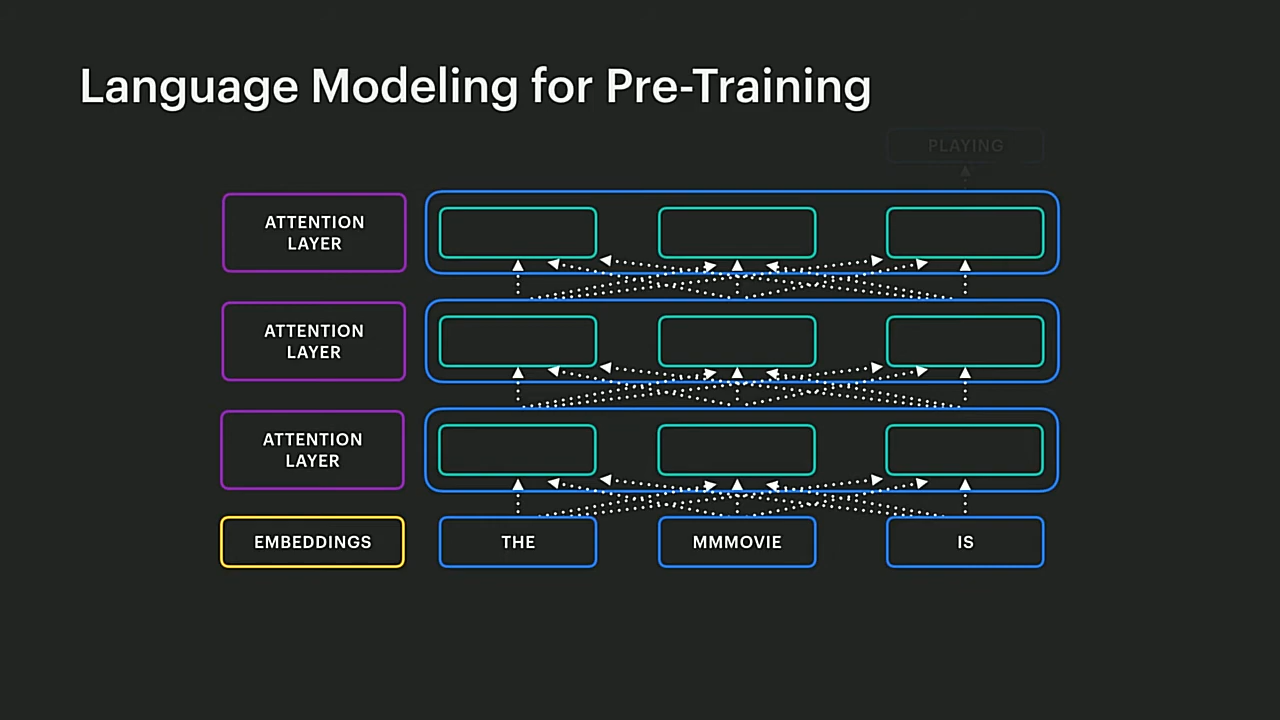 Language Modeling for Pre-Training
PLAYING
ATTENTION
LAYER
ATTENTION
LAYER
ATTENTION
LAYER
EMBEDDINGS
THE
MMMOVIE
IS